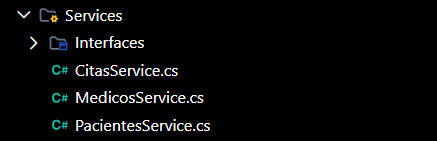 Services
Interfaces
C# CitasService.cs
C# MedicosService.cs
C# PacientesService.cs